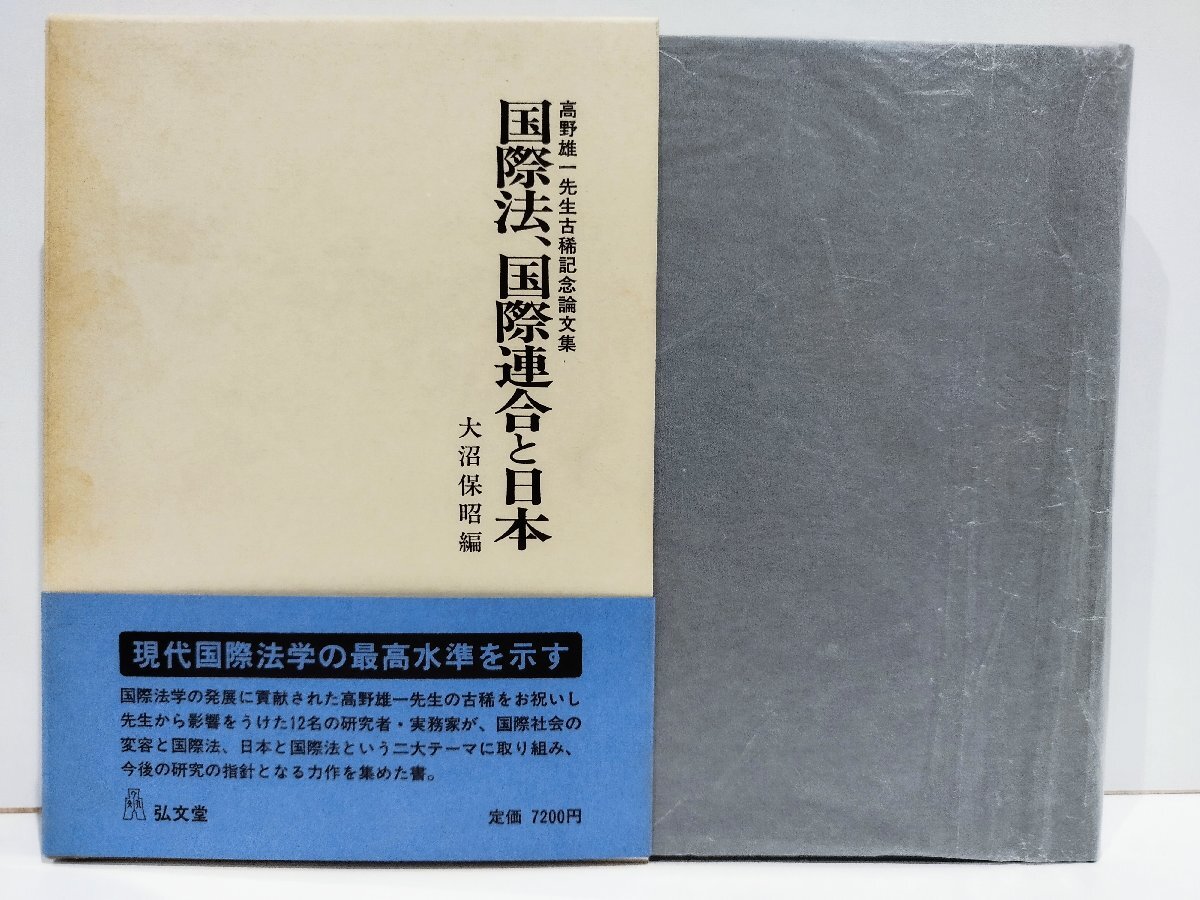 高野雄一先生古稀記念論文集
国際法、国際連合と日本
大沼保昭編
現代国際法学の最高水準を示す
国際法学の発展に貢献された高野雄一先生の古稀をお祝いし
先生から影響をうけた12名の研究者・実務家が、国際社会の
変容と国際法、日本と国際法という二大テーマに取り組み、
今後の研究の指針となる力作を集めた書。
弘文堂
定価 7200円